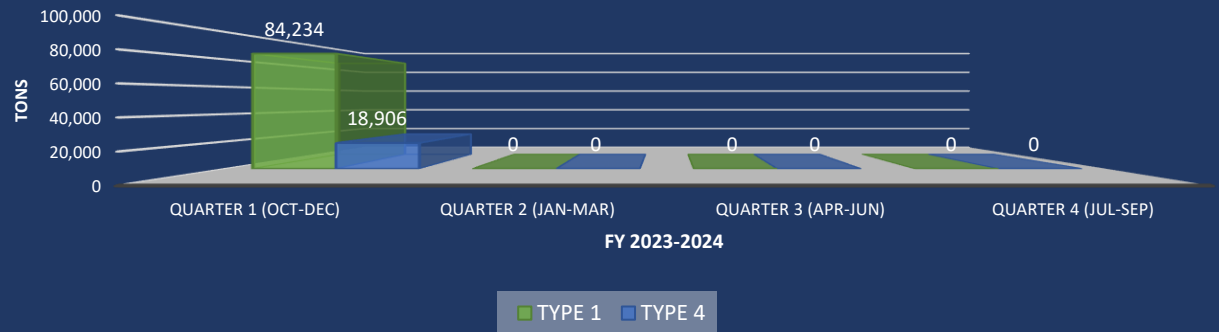 100,000
80,000
60,000
40,000
20,000
0
TONS
84,234
18,906
0 0 0 0 0 0
QUARTER 1 (OCT-DEC) QUARTER 2 (JAN-MAR) QUARTER 3 (APR-JUN) QUARTER 4 (JUL-SEP)
FY 2023-2024
TYPE 1 TYPE 4